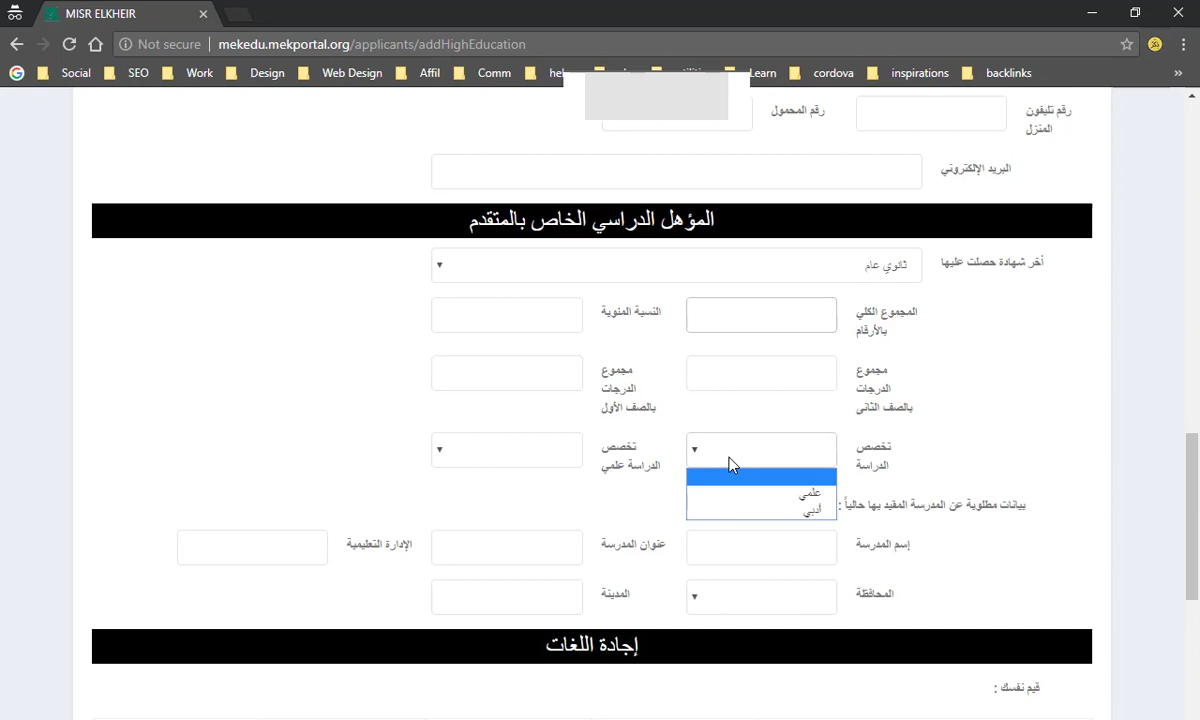 MISR ELKHEIR
Not secure | mekedu.mekportal.org/applicants/addHighEducation
Social SEO Work Design Web Design Affil Comm Learn cordova inspirations backlinks »
رقم تليفون المنزل
رقم المحمول
البريد الإلكتروني
المؤهل الدراسي الخاص بالمتقدم
أخر شهادة حصلت عليها
ثانوي عام
المجموع الكلي بالأرقام
النسبة المئوية
مجموع الدرجات بالصف الثانى
مجموع الدرجات بالصف الأول
تخصص الدراسة
تخصص الدراسة علمي
علمي
أدبي
بيانات مطلوبة عن المدرسة المقيد بها حالياً :
إسم المدرسة
عنوان المدرسة
الإدارة التعليمية
المحافظة
المدينة
إجادة اللغات
قيم نفسك :